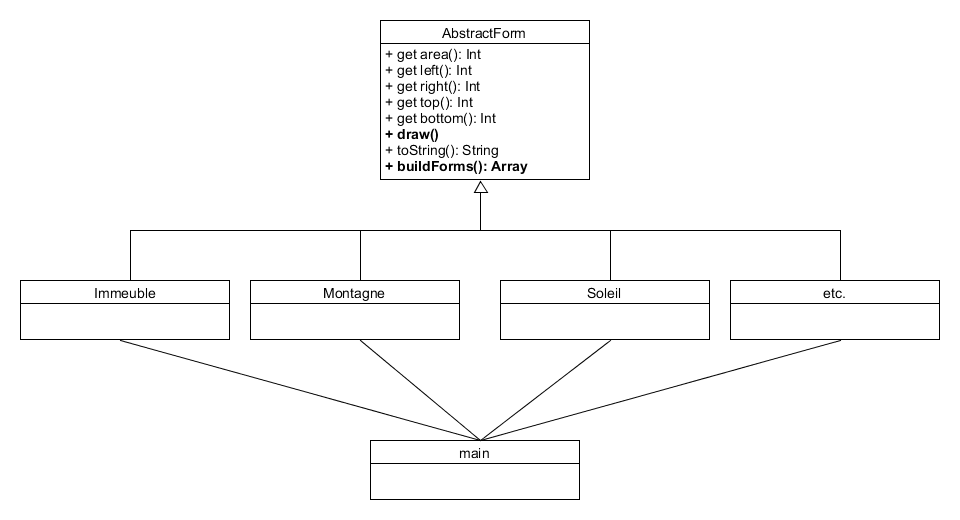 AbstractForm
+ get area(): Int
+ get left(): Int
+ get right(): Int
+ get top(): Int
+ get bottom(): Int
+ draw()
+ toString(): String
+ buildForms(): Array
Immeuble
Montagne
Soleil
etc.
main